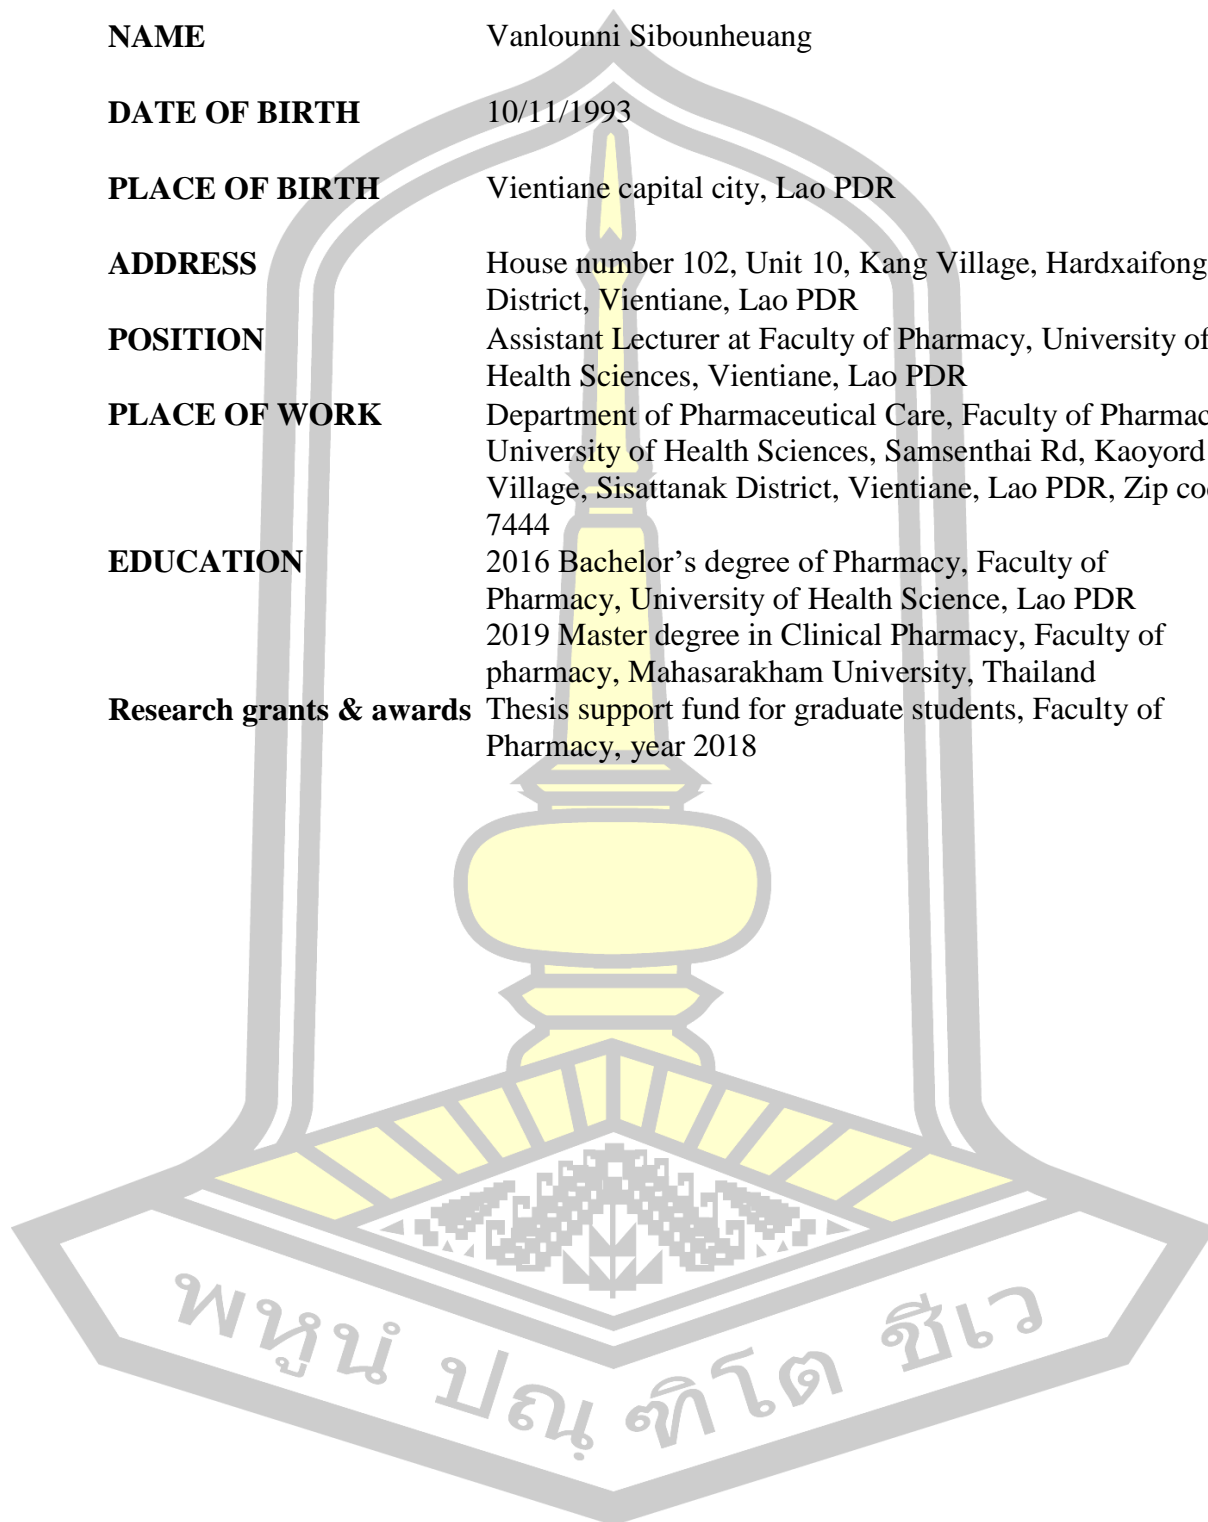 NAME Vanlounni Sibounheuang
DATE OF BIRTH 10/11/1993
PLACE OF BIRTH Vientiane capital city, Lao PDR
ADDRESS House number 102, Unit 10, Kang Village, Hardxaifong
District, Vientiane, Lao PDR
POSITION Assistant Lecturer at Faculty of Pharmacy, University of
Health Sciences, Vientiane, Lao PDR
PLACE OF WORK Department of Pharmaceutical Care, Faculty of Pharmac
University of Health Sciences, Samsenthai Rd, Kaoyord
Village, Sisattanak District, Vientiane, Lao PDR, Zip co
7444
EDUCATION 2016 Bachelor’s degree of Pharmacy, Faculty of
Pharmacy, University of Health Science, Lao PDR
2019 Master degree in Clinical Pharmacy, Faculty of
pharmacy, Mahasarakham University, Thailand
Research grants & awards Thesis support fund for graduate students, Faculty of
Pharmacy, year 2018
พหูนํ ปณฺฑิโต ชีเว